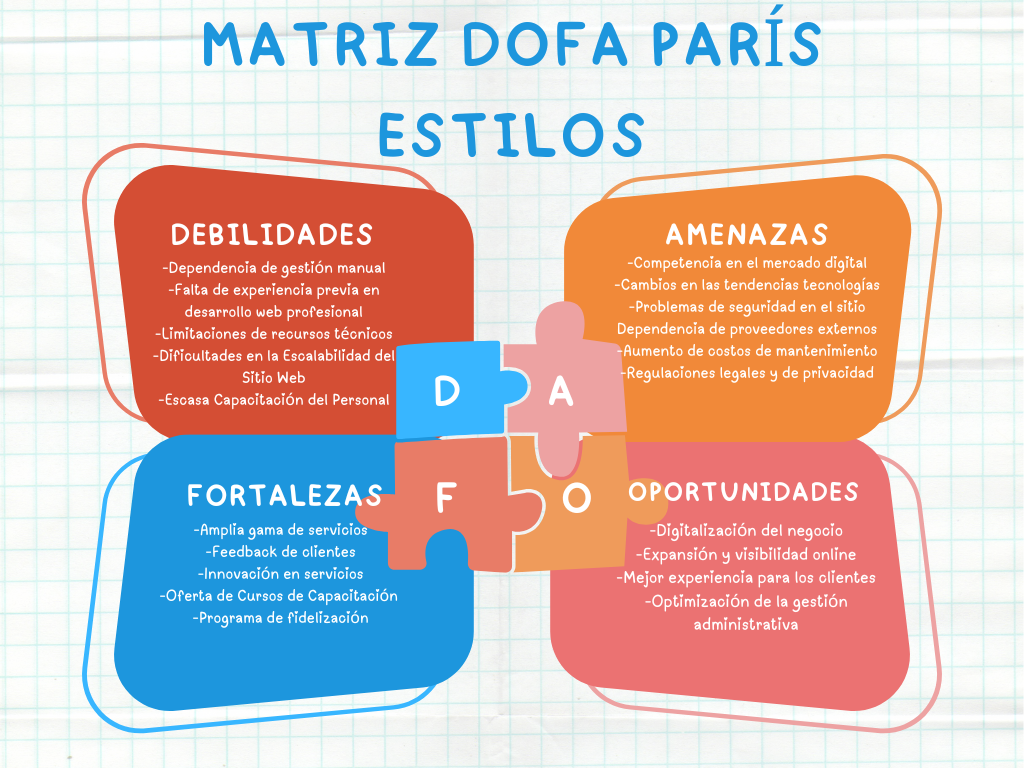 MATRIZ DOFA PARÍS
ESTILOS
DEBILIDADES
-Dependencia de gestión manual
-Falta de experiencia previa en
desarrollo web profesional
-Limitaciones de recursos técnicos
-Dificultades en la Escalabilidad del
Sitio Web
-Escasa Capacitación del Personal
AMENAZAS
-Competencia en el mercado digital
-Cambios en las tendencias tecnologías
-Problemas de seguridad en el sitio
Dependencia de proveedores externos
-Aumento de costos de mantenimiento
-Regulaciones legales y de privacidad
D
A
F
O
FORTALEZAS
-Amplia gama de servicios
-Feedback de clientes
-Innovación en servicios
-Oferta de Cursos de Capacitación
-Programa de fidelización
OPORTUNIDADES
-Digitalización del negocio
-Expansión y visibilidad online
-Mejor experiencia para los clientes
-Optimización de la gestión
administrativa